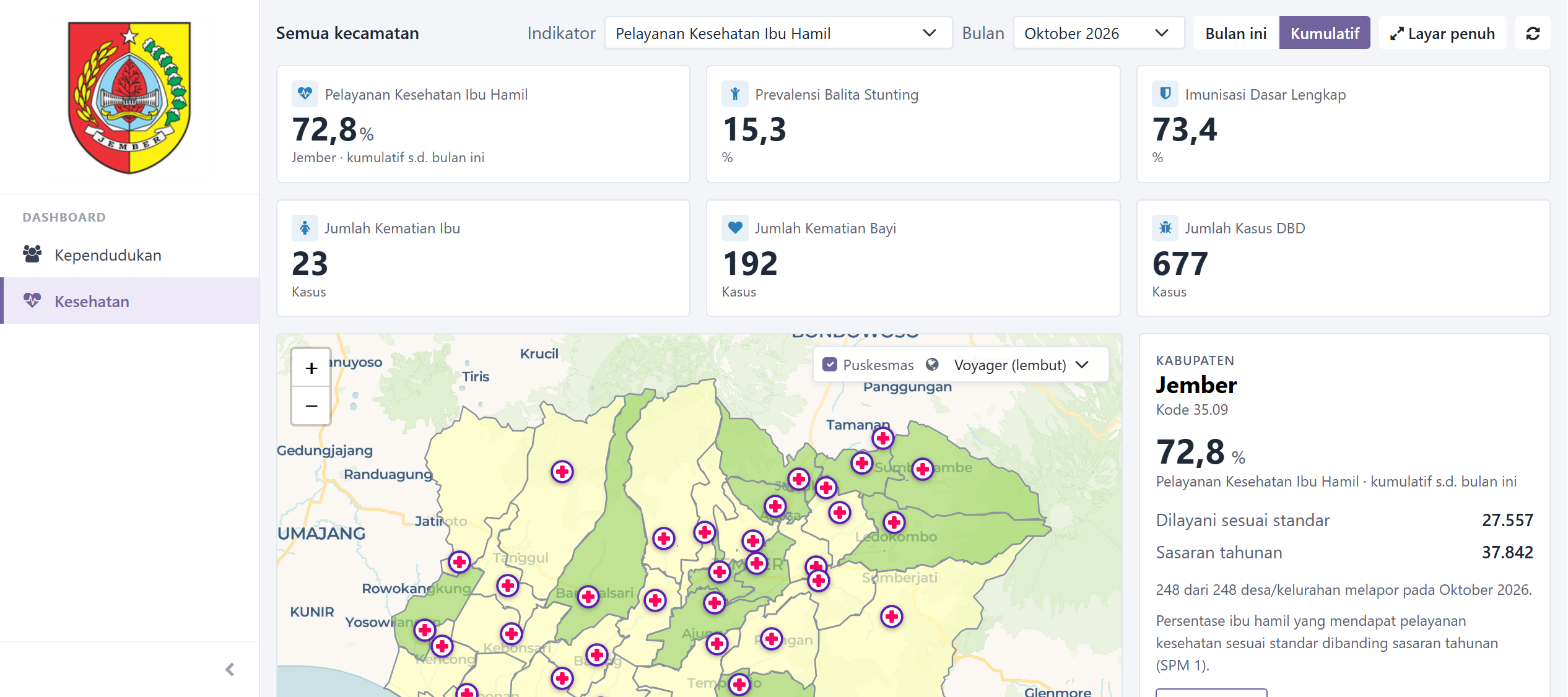 JEMBER
DASHBOARD
Kependudukan
Kesehatan
Semua kecamatan
Indikator Pelayanan Kesehatan Ibu Hamil Bulan Oktober 2026 Bulan ini Kumulatif Layar penuh
Pelayanan Kesehatan Ibu Hamil
72,8 %
Jember · kumulatif s.d. bulan ini
Prevalensi Balita Stunting
15,3
%
Imunisasi Dasar Lengkap
73,4
%
Jumlah Kematian Ibu
23
Kasus
Jumlah Kematian Bayi
192
Kasus
Jumlah Kasus DBD
677
Kasus
+
−
Puskesmas Voyager (lembut)
BONDOWOSO
Krucil
Tiris
Panggungan
Tamanan
Gedungjajang
Randuagung
UMAJANG
Tanggul
Ledokombo
Sumberjati
Rowokangkung
KUNIR
Kencong
Glenmore
KABUPATEN
Jember
Kode 35.09
72,8 %
Pelayanan Kesehatan Ibu Hamil · kumulatif s.d. bulan ini
Dilayani sesuai standar 27.557
Sasaran tahunan 37.842
248 dari 248 desa/kelurahan melapor pada Oktober 2026.
Persentase ibu hamil yang mendapat pelayanan
kesehatan sesuai standar dibanding sasaran tahunan
(SPM 1).